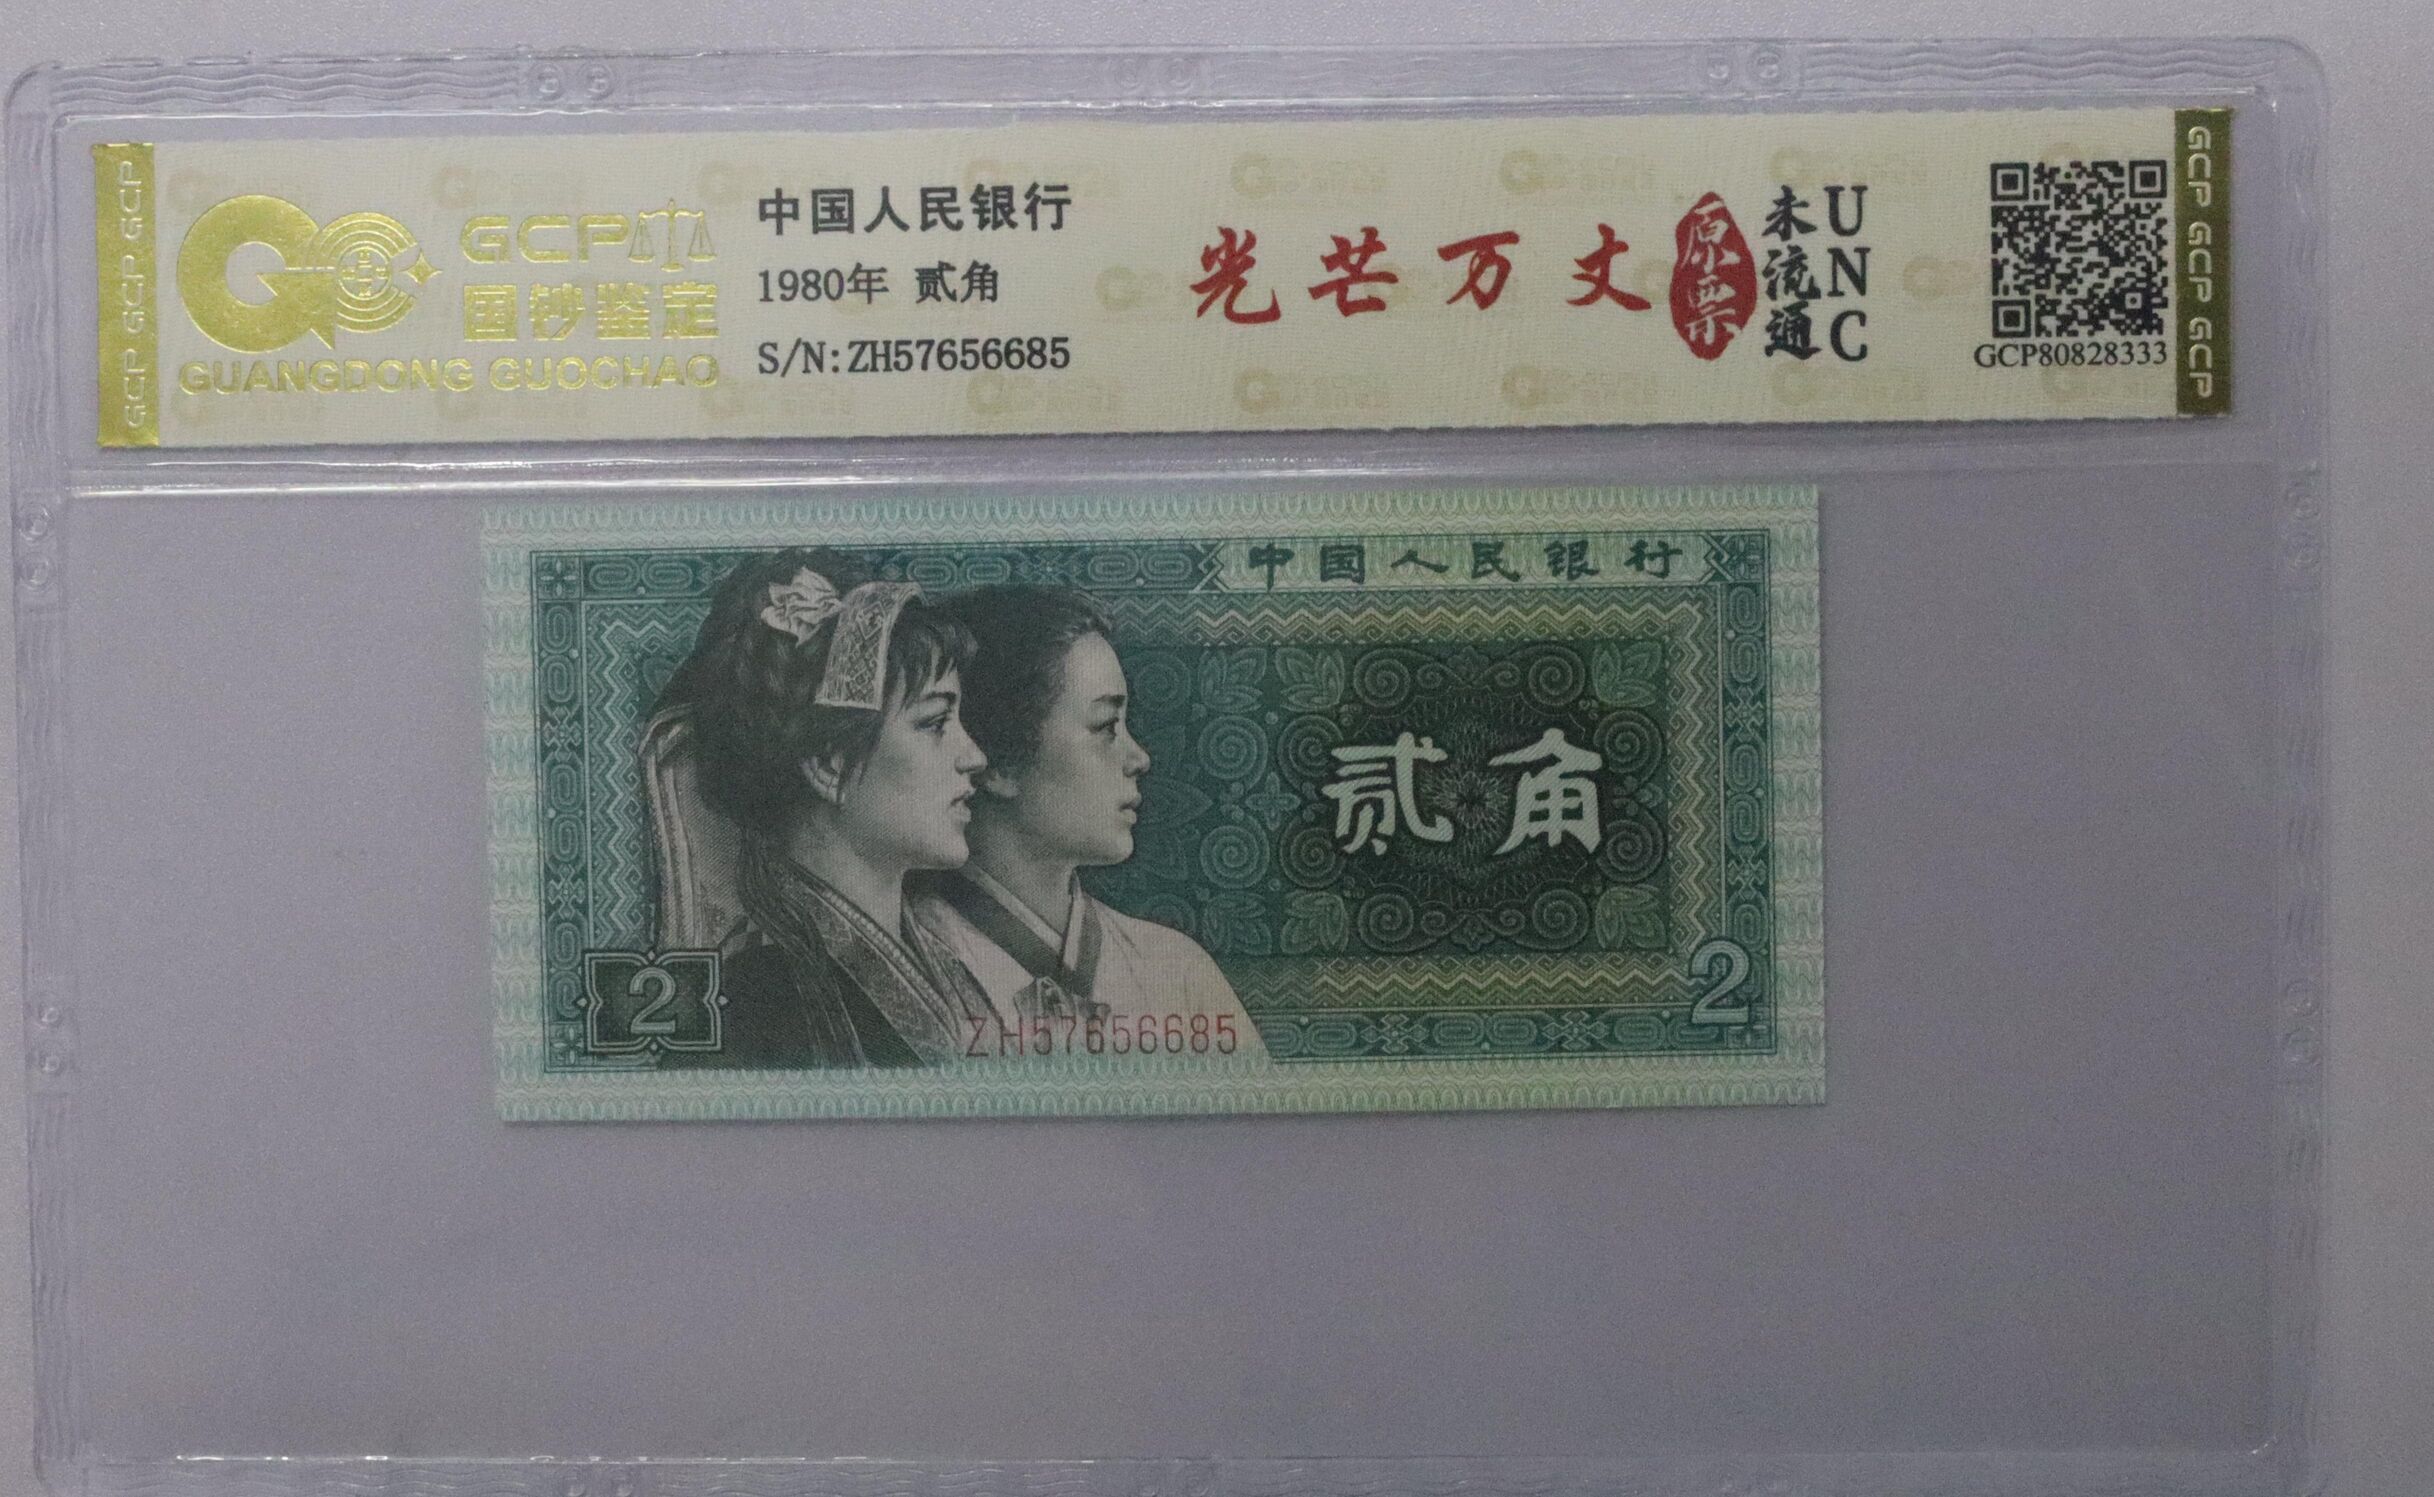 GCP GCP GCP
GCP
国钞鉴定
GUANGDONG GUOCHAO
中国人民银行
1980年 贰角
S/N:ZH57656685
光芒万丈
原票
未流通
UNC
GCP80828333
GCP GCP GCP
中国人民银行
贰角
2
2
ZH57656685